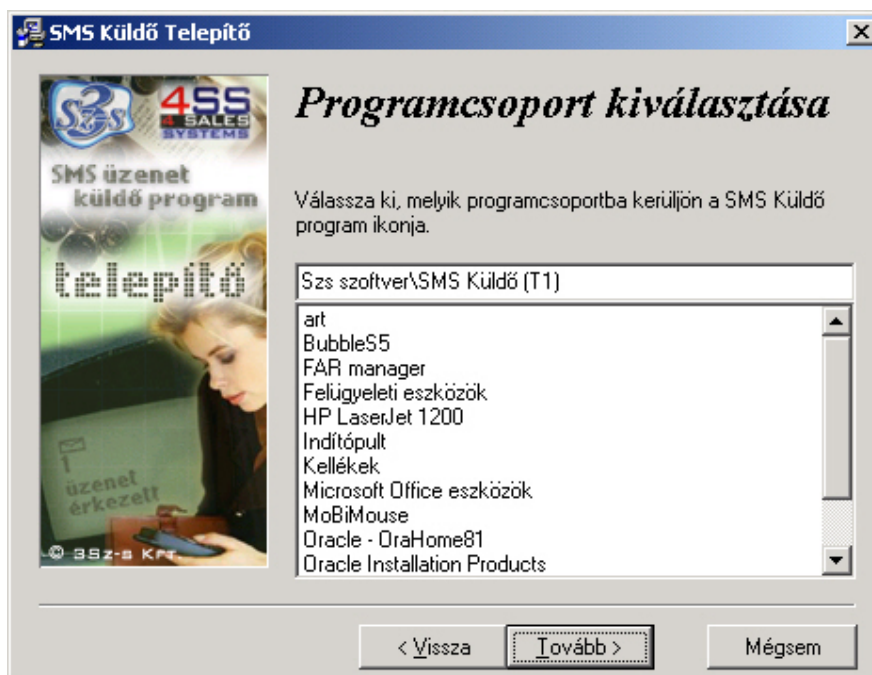 SMS Küldő Telepítő
3
Szs
4SS
4 SALES
SYSTEMS
SMS üzenet
küldő program
telepítő
1
üzenet
érkezett
© 3Sz-s Kft.
Programcsoport kiválasztása
Válassza ki, melyik programcsoportba kerüljön a SMS Küldő
program ikonja.
Szs szoftver\SMS Küldő (T1)
art
BubbleS5
FAR manager
Felügyeleti eszközök
HP LaserJet 1200
Indítópult
Kellékek
Microsoft Office eszközök
MoBiMouse
Oracle - OraHome81
Oracle Installation Products
< Vissza
Tovább >
Mégsem